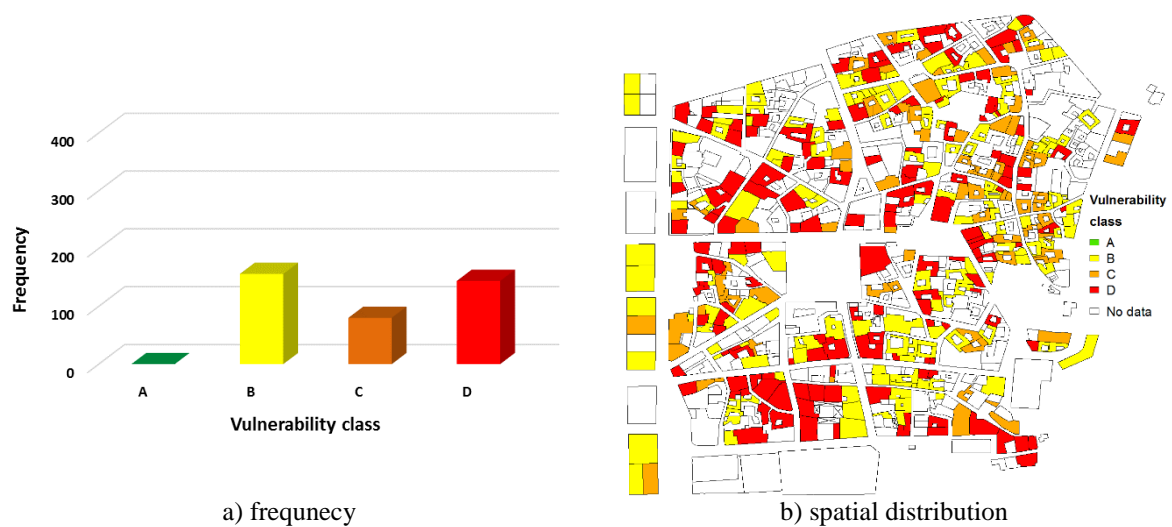 400
300
200
100
0
Frequency
A B C D
Vulnerability class
Vulnerability
class
A
B
C
D
No data
a) frequnecy
b) spatial distribution